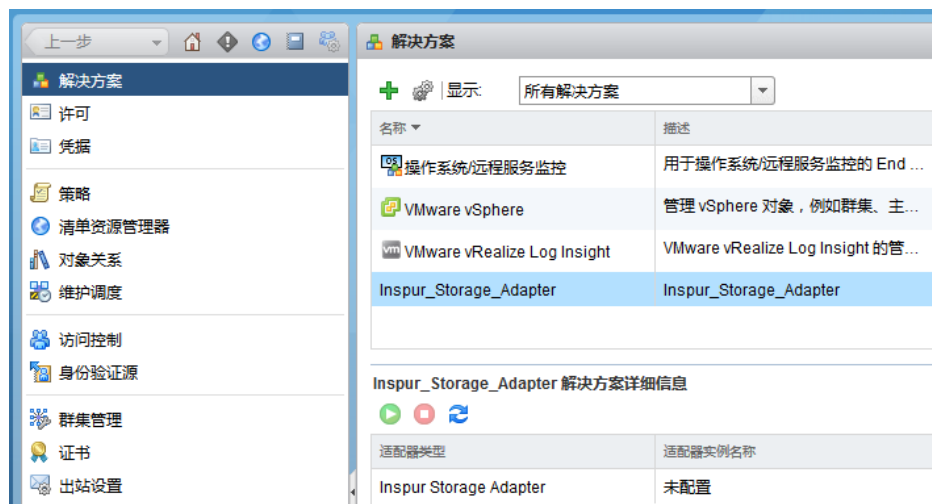 上一步
解决方案
许可
凭据
策略
清单资源管理器
对象关系
维护调度
访问控制
身份验证源
群集管理
证书
出站设置
解决方案
显示: 所有解决方案
名称 描述
操作系统/远程服务监控 用于操作系统/远程服务监控的 End ...
VMware vSphere 管理 vSphere 对象，例如群集、主...
VMware vRealize Log Insight VMware vRealize Log Insight 的管...
Inspur_Storage_Adapter Inspur_Storage_Adapter
Inspur_Storage_Adapter 解决方案详细信息
适配器类型 适配器实例名称
Inspur Storage Adapter 未配置